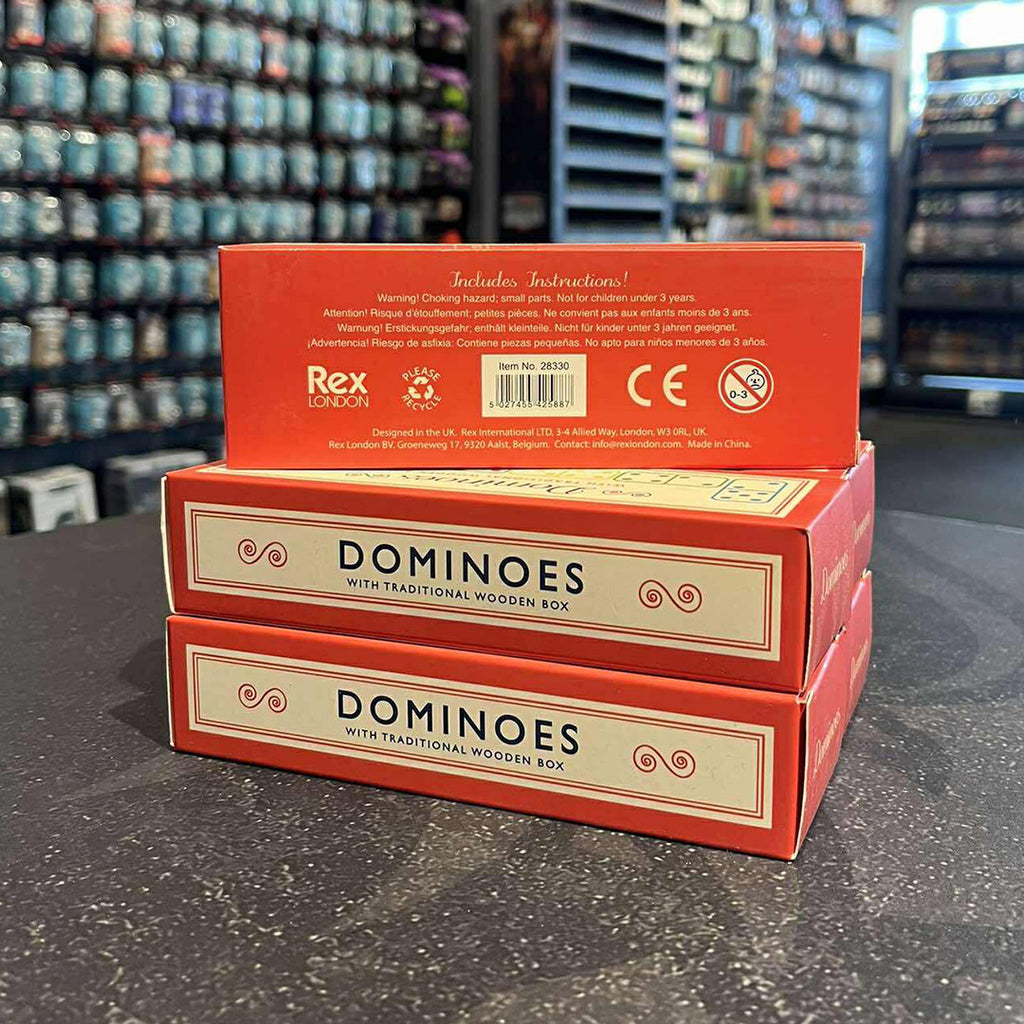 Includes Instructions!
Warning! Choking hazard; small parts. Not for children under 3 years.
Attention! Risque d'étouffement; petites pièces. Ne convient pas aux enfants moins de 3 ans.
Warnung! Erstickungsgefahr; enthält kleinteile. Nicht für kinder unter 3 jahren geeignet.
¡Advertencia! Riesgo de asfixia: Contiene piezas pequeñas. No apto para niños menores de 3 años.
Rex
LONDON
PLEASE
RECYCLE
Item No. 28330
5 027455 425887
CE
0-3
Designed in the UK. Rex International LTD, 3-4 Allied Way, London, W3 0RL, UK.
Rex London BV. Groeneweg 17, 9320 Aalst, Belgium. Contact: info@rexlondon.com. Made in China.
Dominoes
DOMINOES
WITH TRADITIONAL WOODEN BOX
Dominoes
Dominoes
DOMINOES
WITH TRADITIONAL WOODEN BOX
Dominoes